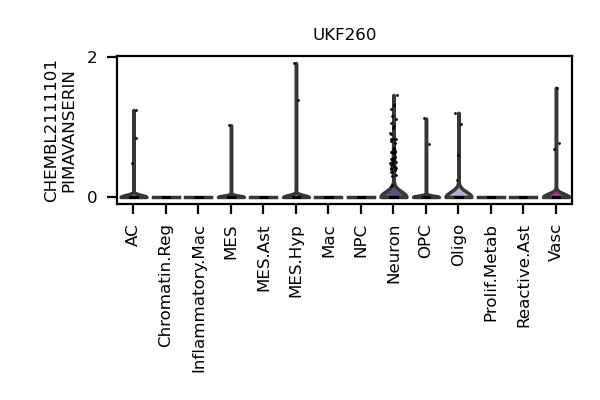 UKF260
CHEMBL2111101
PIMAVANSERIN
2
0
AC
Chromatin.Reg
Inflammatory.Mac
MES
MES.Ast
MES.Hyp
Mac
NPC
Neuron
OPC
Oligo
Prolif.Metab
Reactive.Ast
Vasc